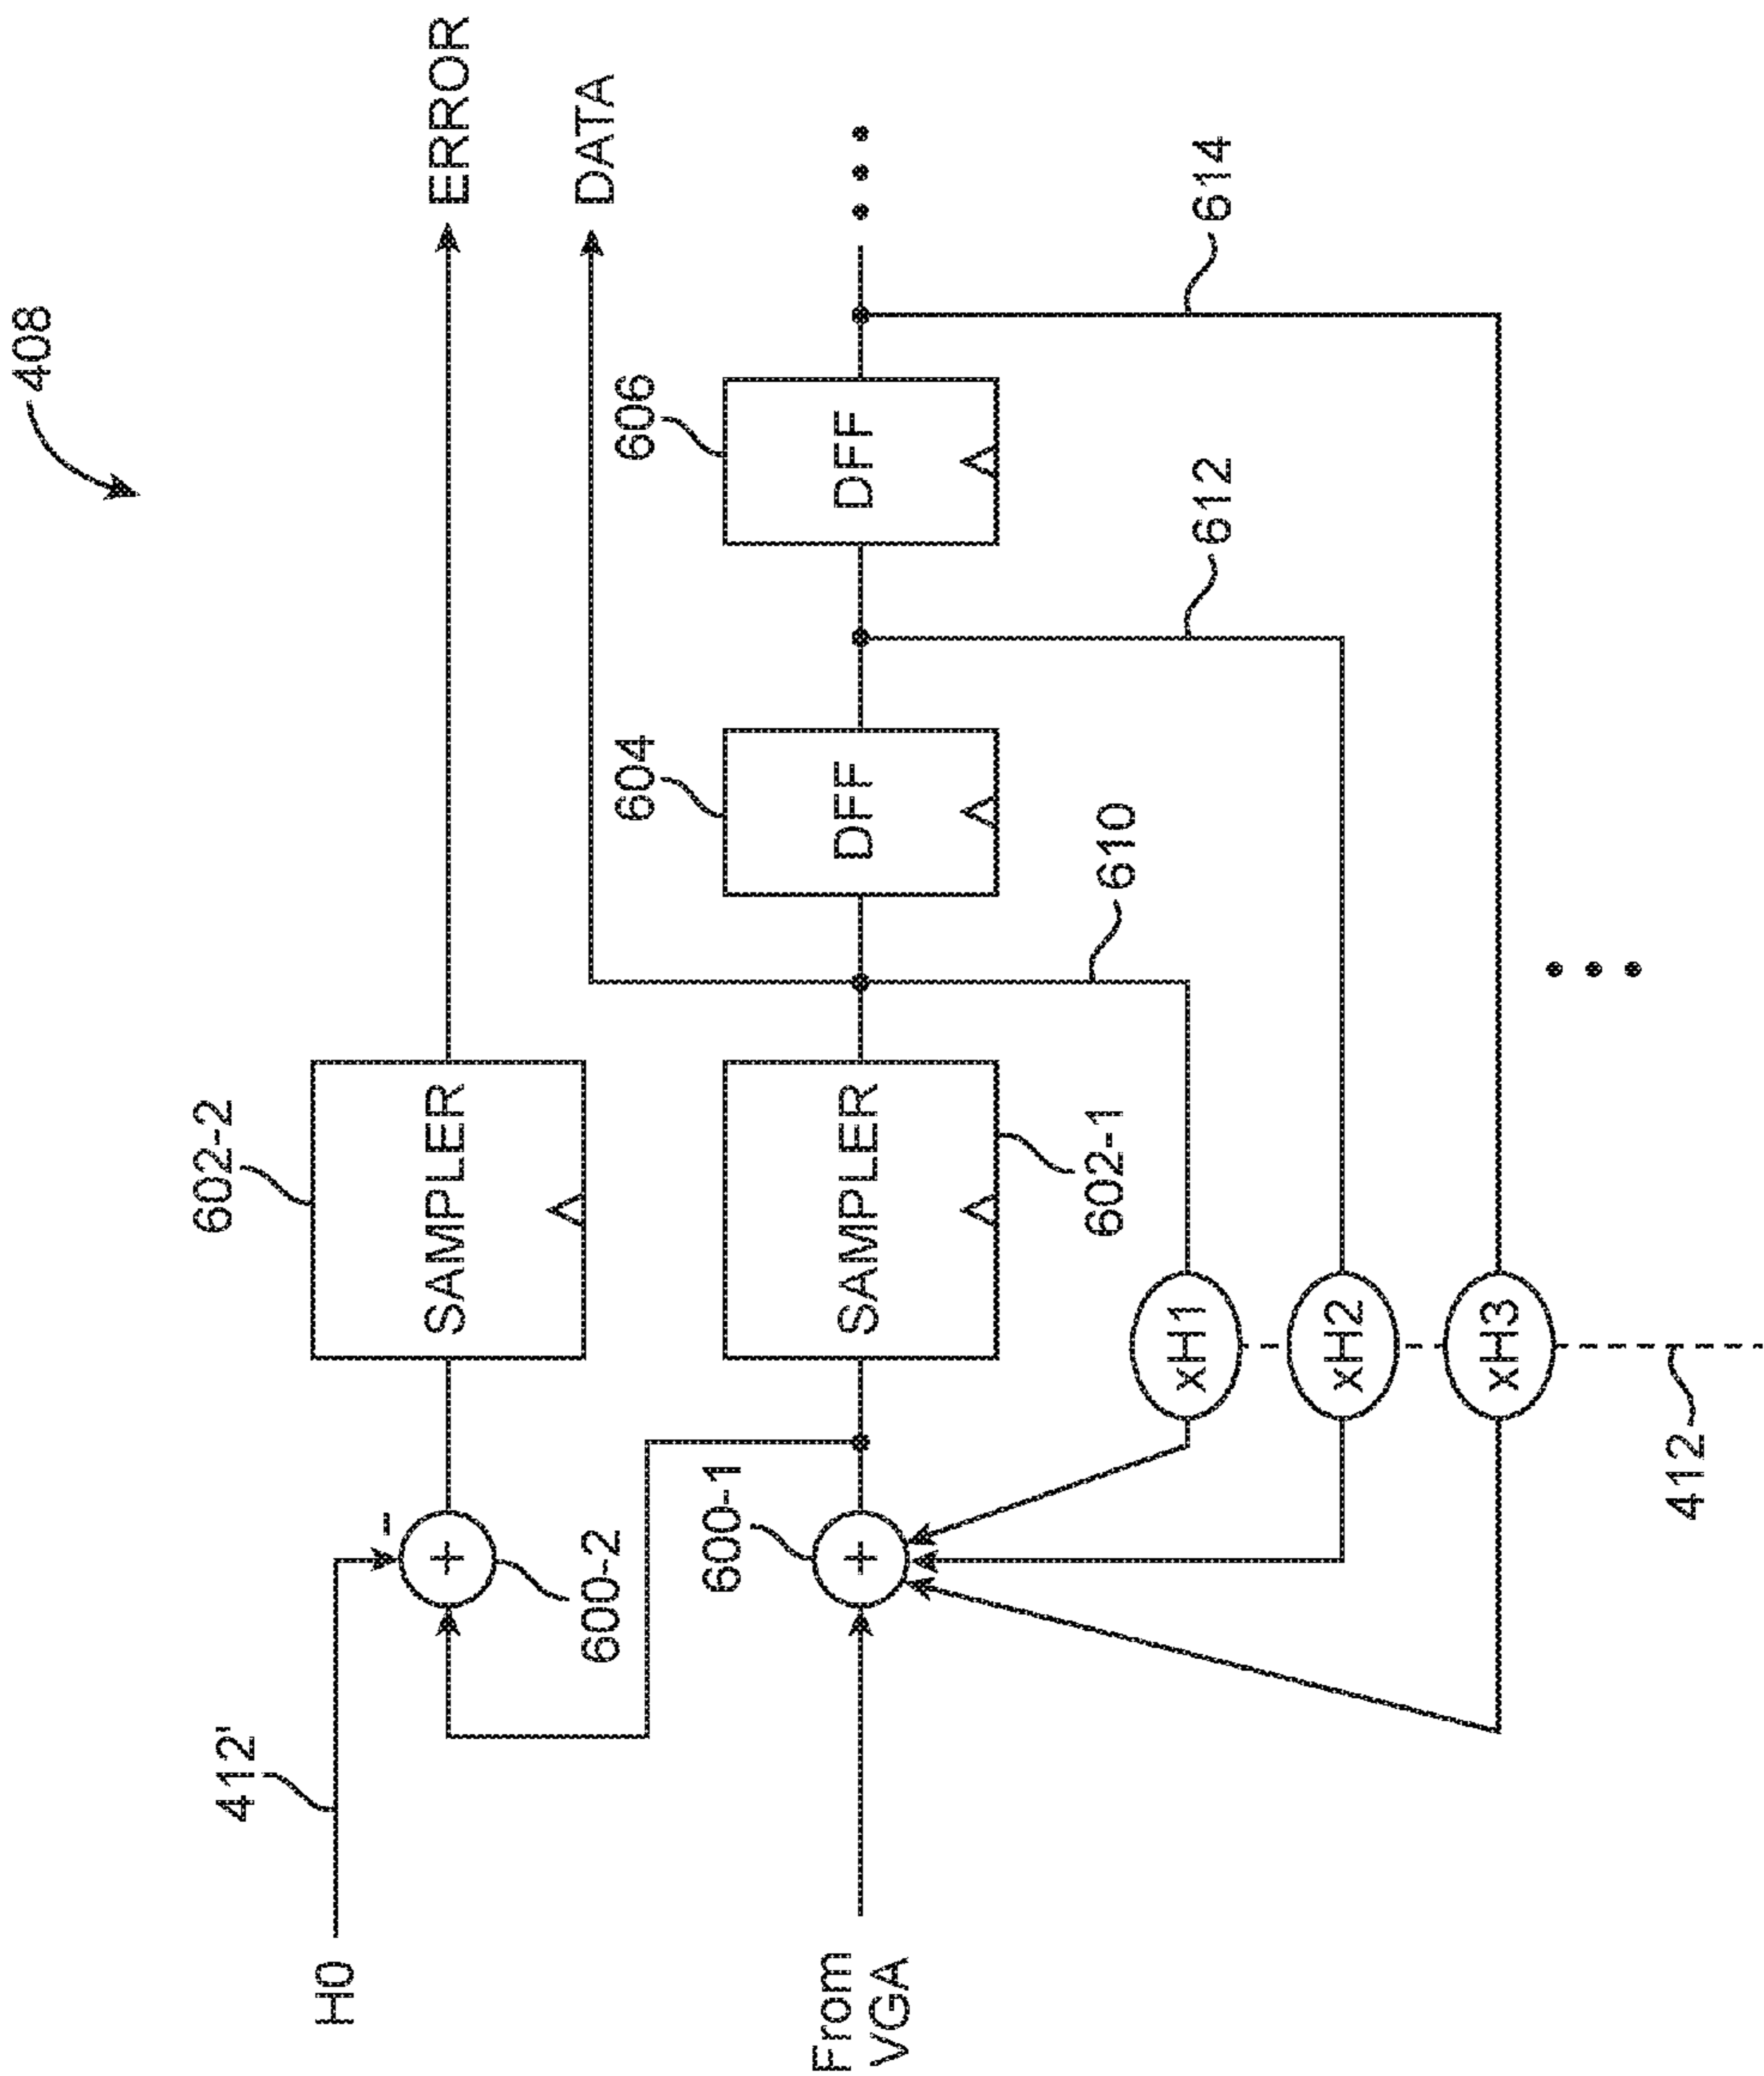 408
ERROR
DATA
602-2
SAMPLER
412'
H0
-
+
600-2
604
606
DFF
DFF
600-1
+
SAMPLER
602-1
From
VGA
610
612
614
xH1
xH2
xH3
412